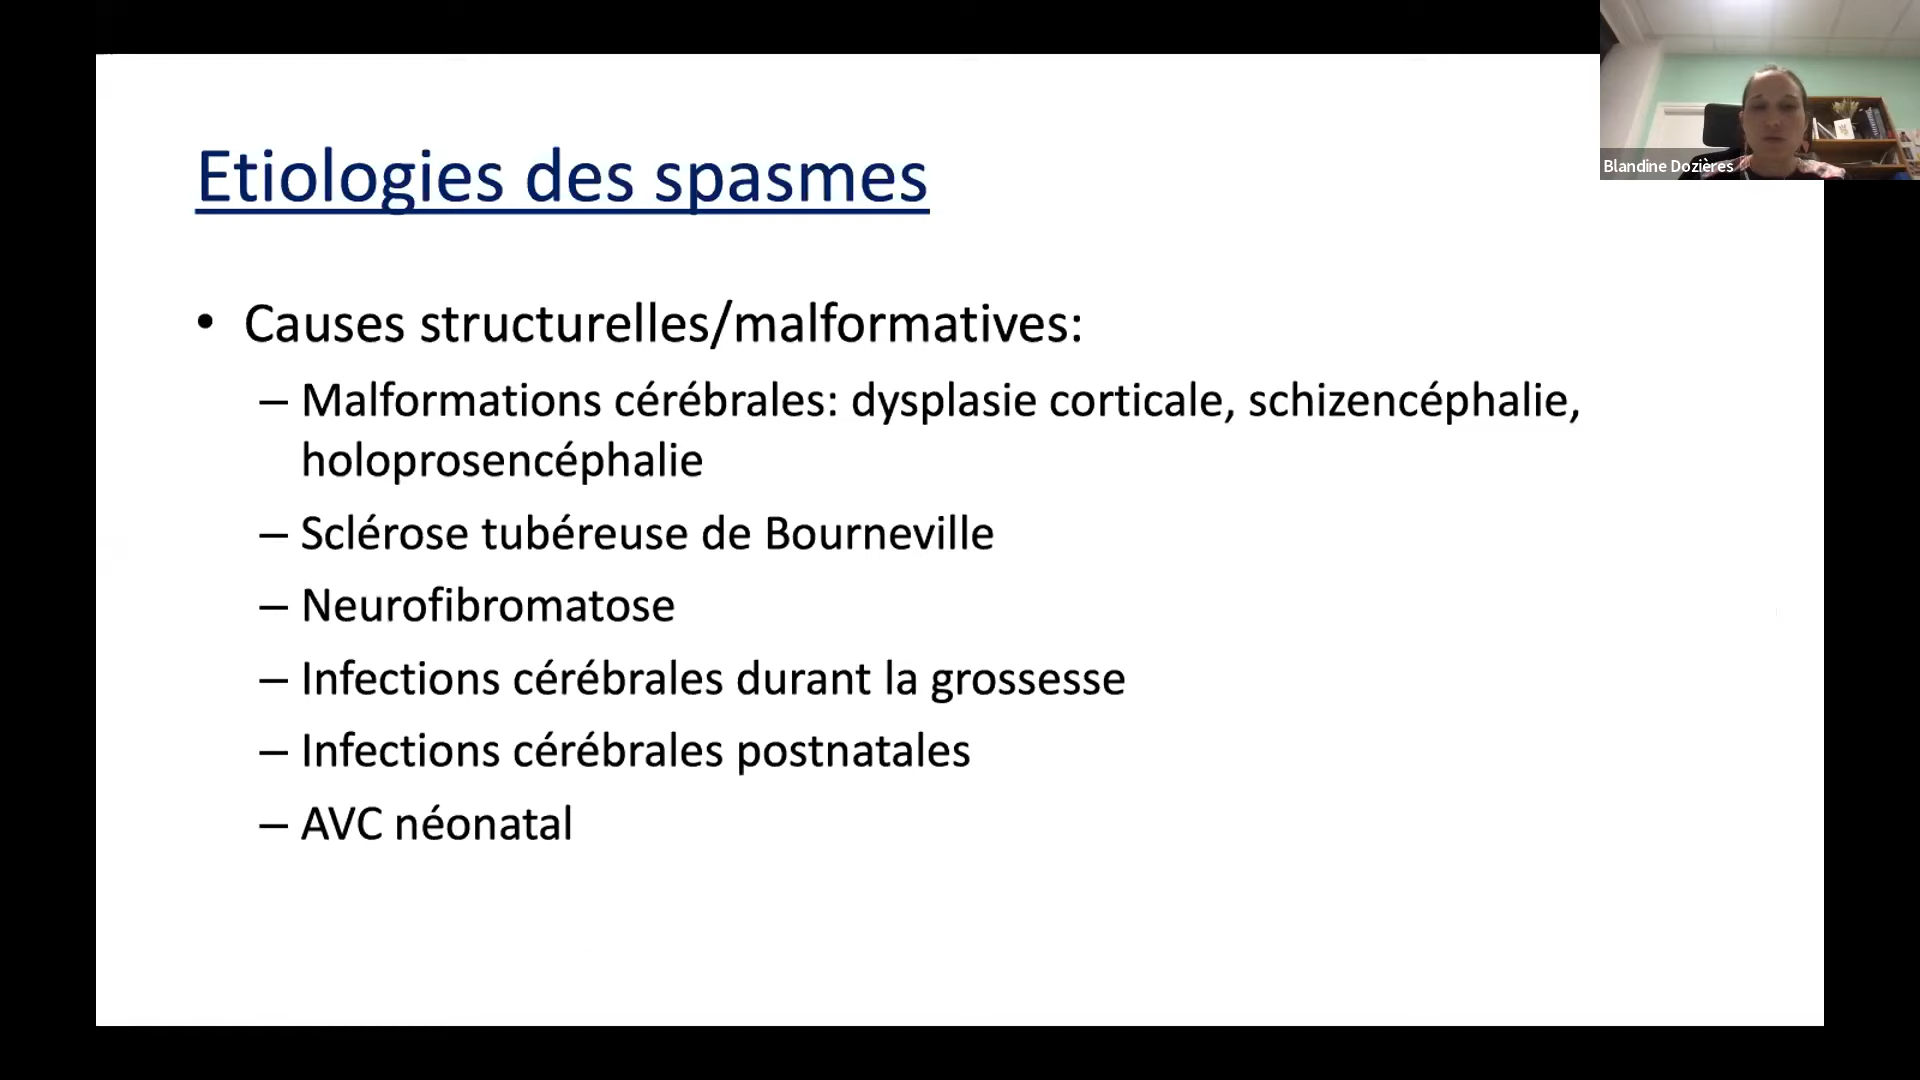 Etiologies des spasmes
• Causes structurelles/malformatives:
– Malformations cérébrales: dysplasie corticale, schizencéphalie,
holoprosencéphalie
– Sclérose tubéreuse de Bourneville
– Neurofibromatose
– Infections cérébrales durant la grossesse
– Infections cérébrales postnatales
– AVC néonatal
Blandine Dozières